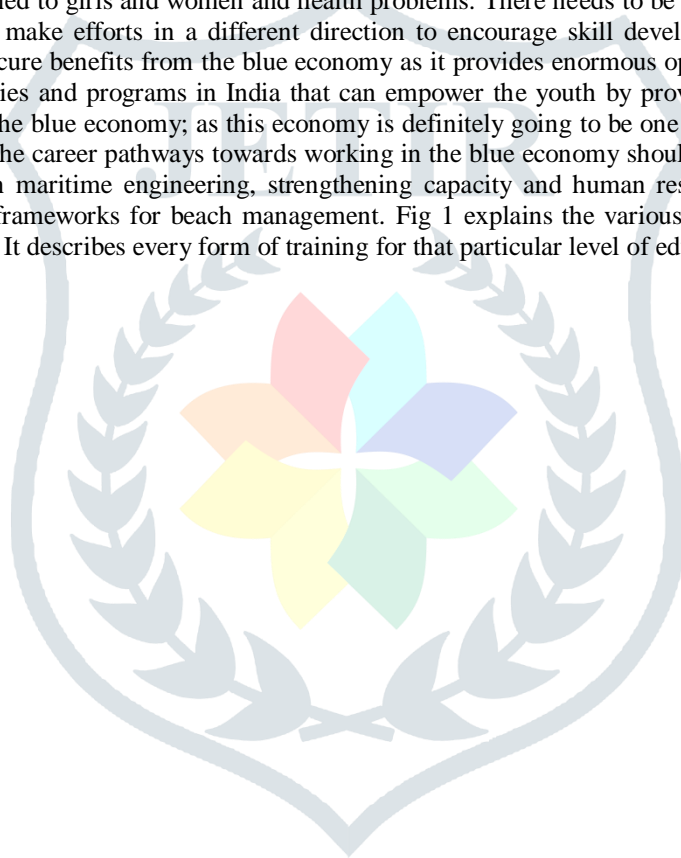 ed to girls and women and health problems. There needs to be
make efforts in a different direction to encourage skill devel
cure benefits from the blue economy as it provides enormous op
ies and programs in India that can empower the youth by prov
he blue economy; as this economy is definitely going to be one
he career pathways towards working in the blue economy shoul
n maritime engineering, strengthening capacity and human res
frameworks for beach management. Fig 1 explains the various
It describes every form of training for that particular level of ed
JETIR